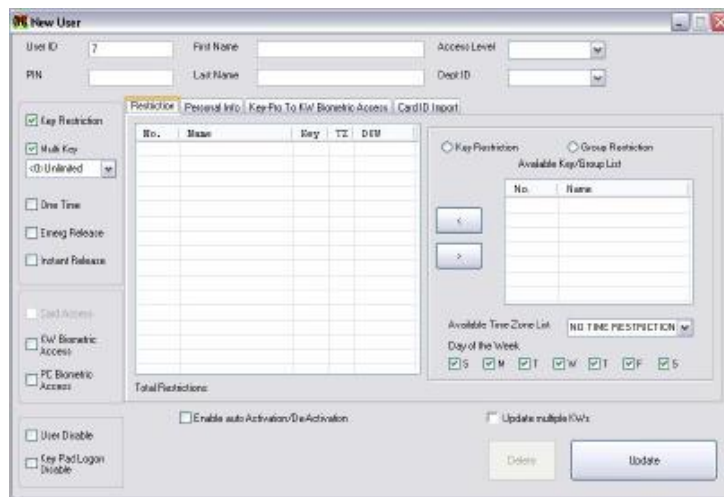 New User
User ID 7 First Name Access Level
PIN Last Name Dept ID
Restriction Personal Info Key-Pro To KW Biometric Access Card ID Import
Key Restriction
Multi Key
<0> Unlimited
One Time
Emerg Release
Instant Release
Card Access
KW Biometric
Access
PC Biometric
Access
User Disable
Key Pad Logon
Disable
No. Name Key TZ DOW
Total Restrictions:
Key Restriction Group Restriction
Available Key/Group List
No. Name
<
>
Available Time Zone List NO TIME RESTRICTION
Day of the Week
S M T W T F S
Enable auto Activation/DeActivation Update multiple KWs
Delete Update